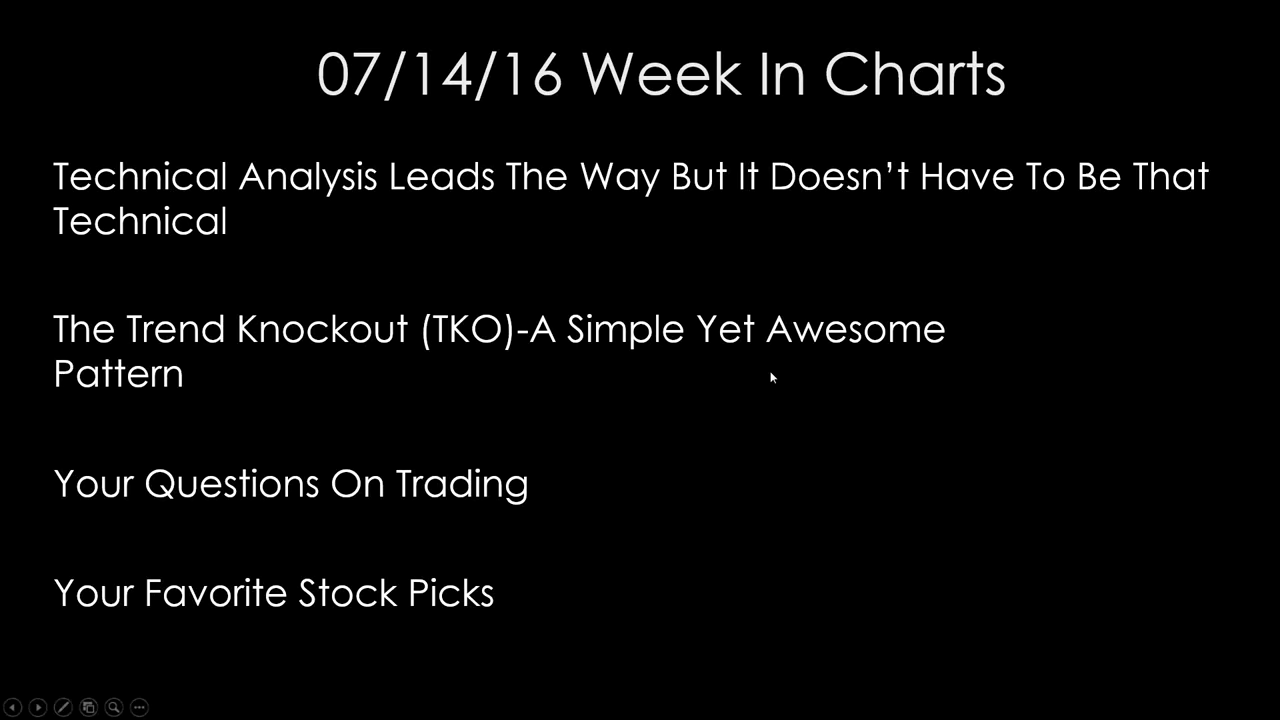 07/14/16 Week In Charts
Technical Analysis Leads The Way But It Doesn’t Have To Be That
Technical
The Trend Knockout (TKO)-A Simple Yet Awesome
Pattern
Your Questions On Trading
Your Favorite Stock Picks